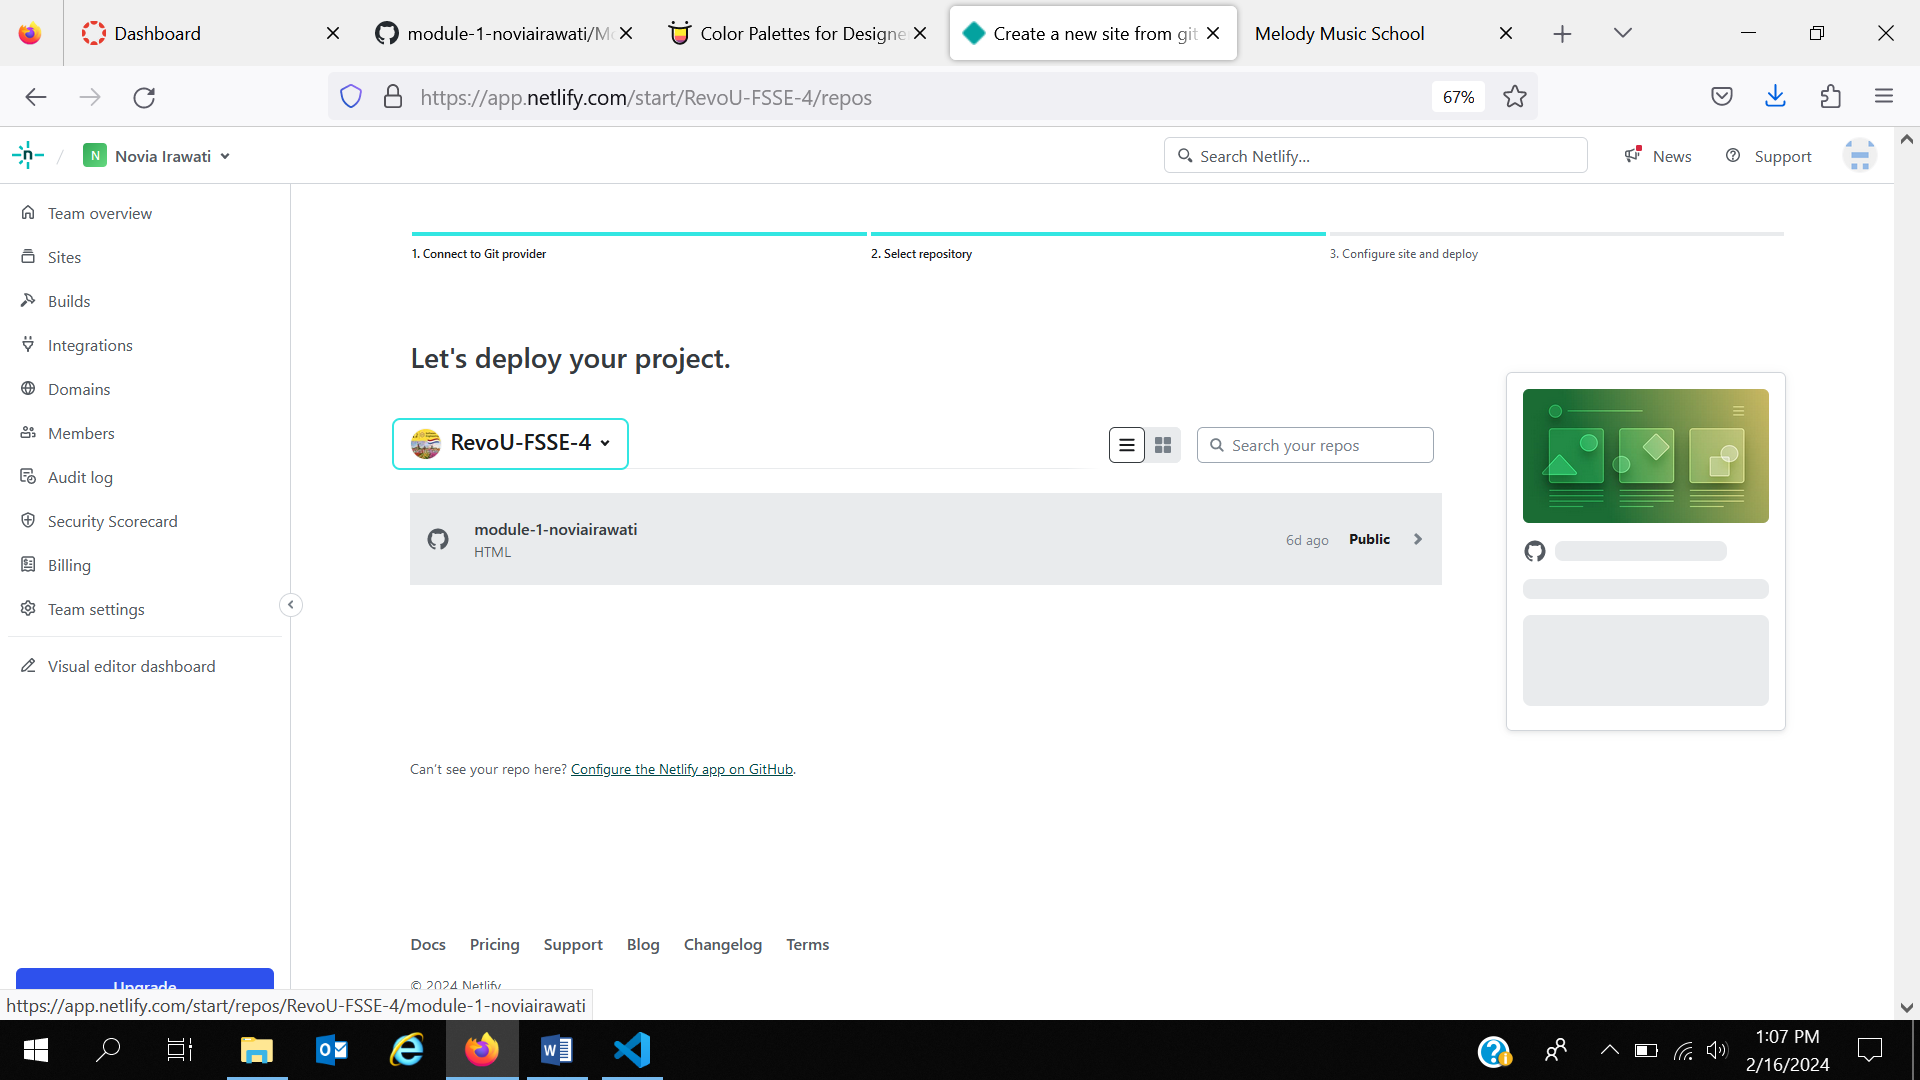 Dashboard
module-1-noviairawati/Mo
Color Palettes for Designe
Create a new site from git
Melody Music School
https://app.netlify.com/start/RevoU-FSSE-4/repos
67%
n
N
Novia Irawati
Search Netlify...
News
Support
Team overview
Sites
Builds
Integrations
Domains
Members
Audit log
Security Scorecard
Billing
Team settings
Visual editor dashboard
Upgrade
1. Connect to Git provider
2. Select repository
3. Configure site and deploy
Let's deploy your project.
RevoU-FSSE-4
Search your repos
module-1-noviairawati
HTML
6d ago
Public
Can't see your repo here? Configure the Netlify app on GitHub.
Docs
Pricing
Support
Blog
Changelog
Terms
© 2024 Netlify
https://app.netlify.com/start/repos/RevoU-FSSE-4/module-1-noviairawati
1:07 PM
2/16/2024